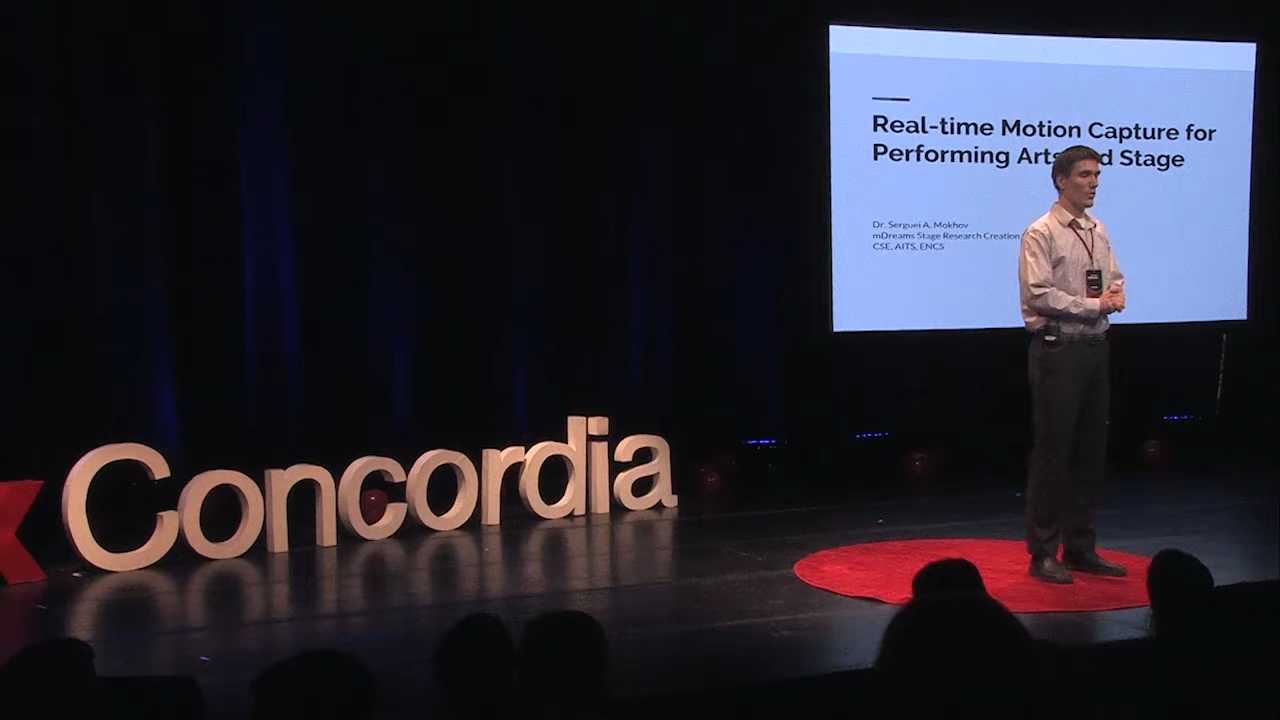 Real-time Motion Capture for
Performing Arts Stage
Dr. Serguei A. Mokhov
mDreams Stage Research Creation
CSE, AITS, ENCS
x Concordia